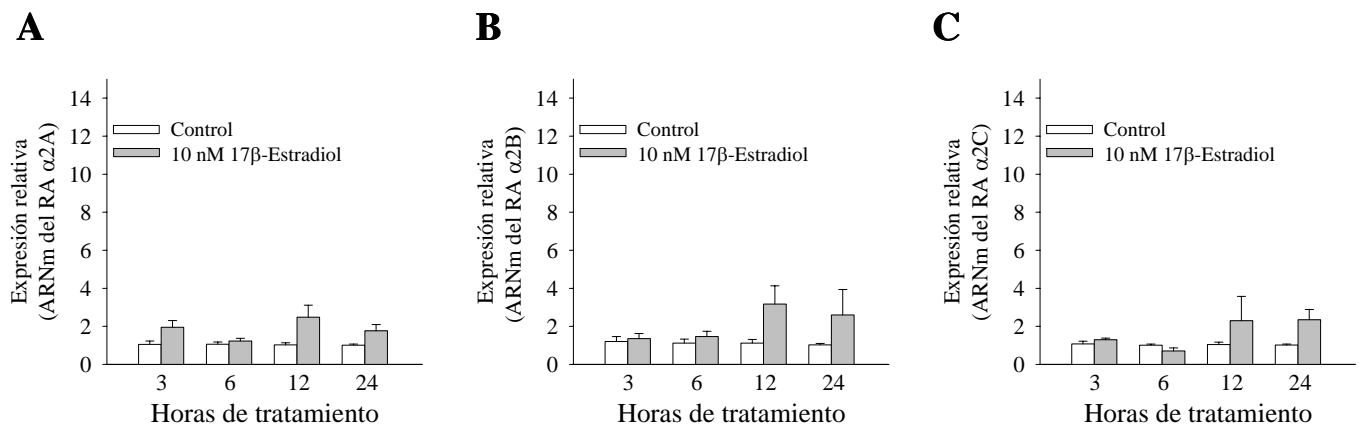 A
Expresión relativa
(ARNm del RA α2A)
14
12
10
8
6
4
2
0
Control
10 nM 17β-Estradiol
3 6 12 24
Horas de tratamiento
B
Expresión relativa
(ARNm del RA α2B)
14
12
10
8
6
4
2
0
Control
10 nM 17β-Estradiol
3 6 12 24
Horas de tratamiento
C
Expresión relativa
(ARNm del RA α2C)
14
12
10
8
6
4
2
0
Control
10 nM 17β-Estradiol
3 6 12 24
Horas de tratamiento